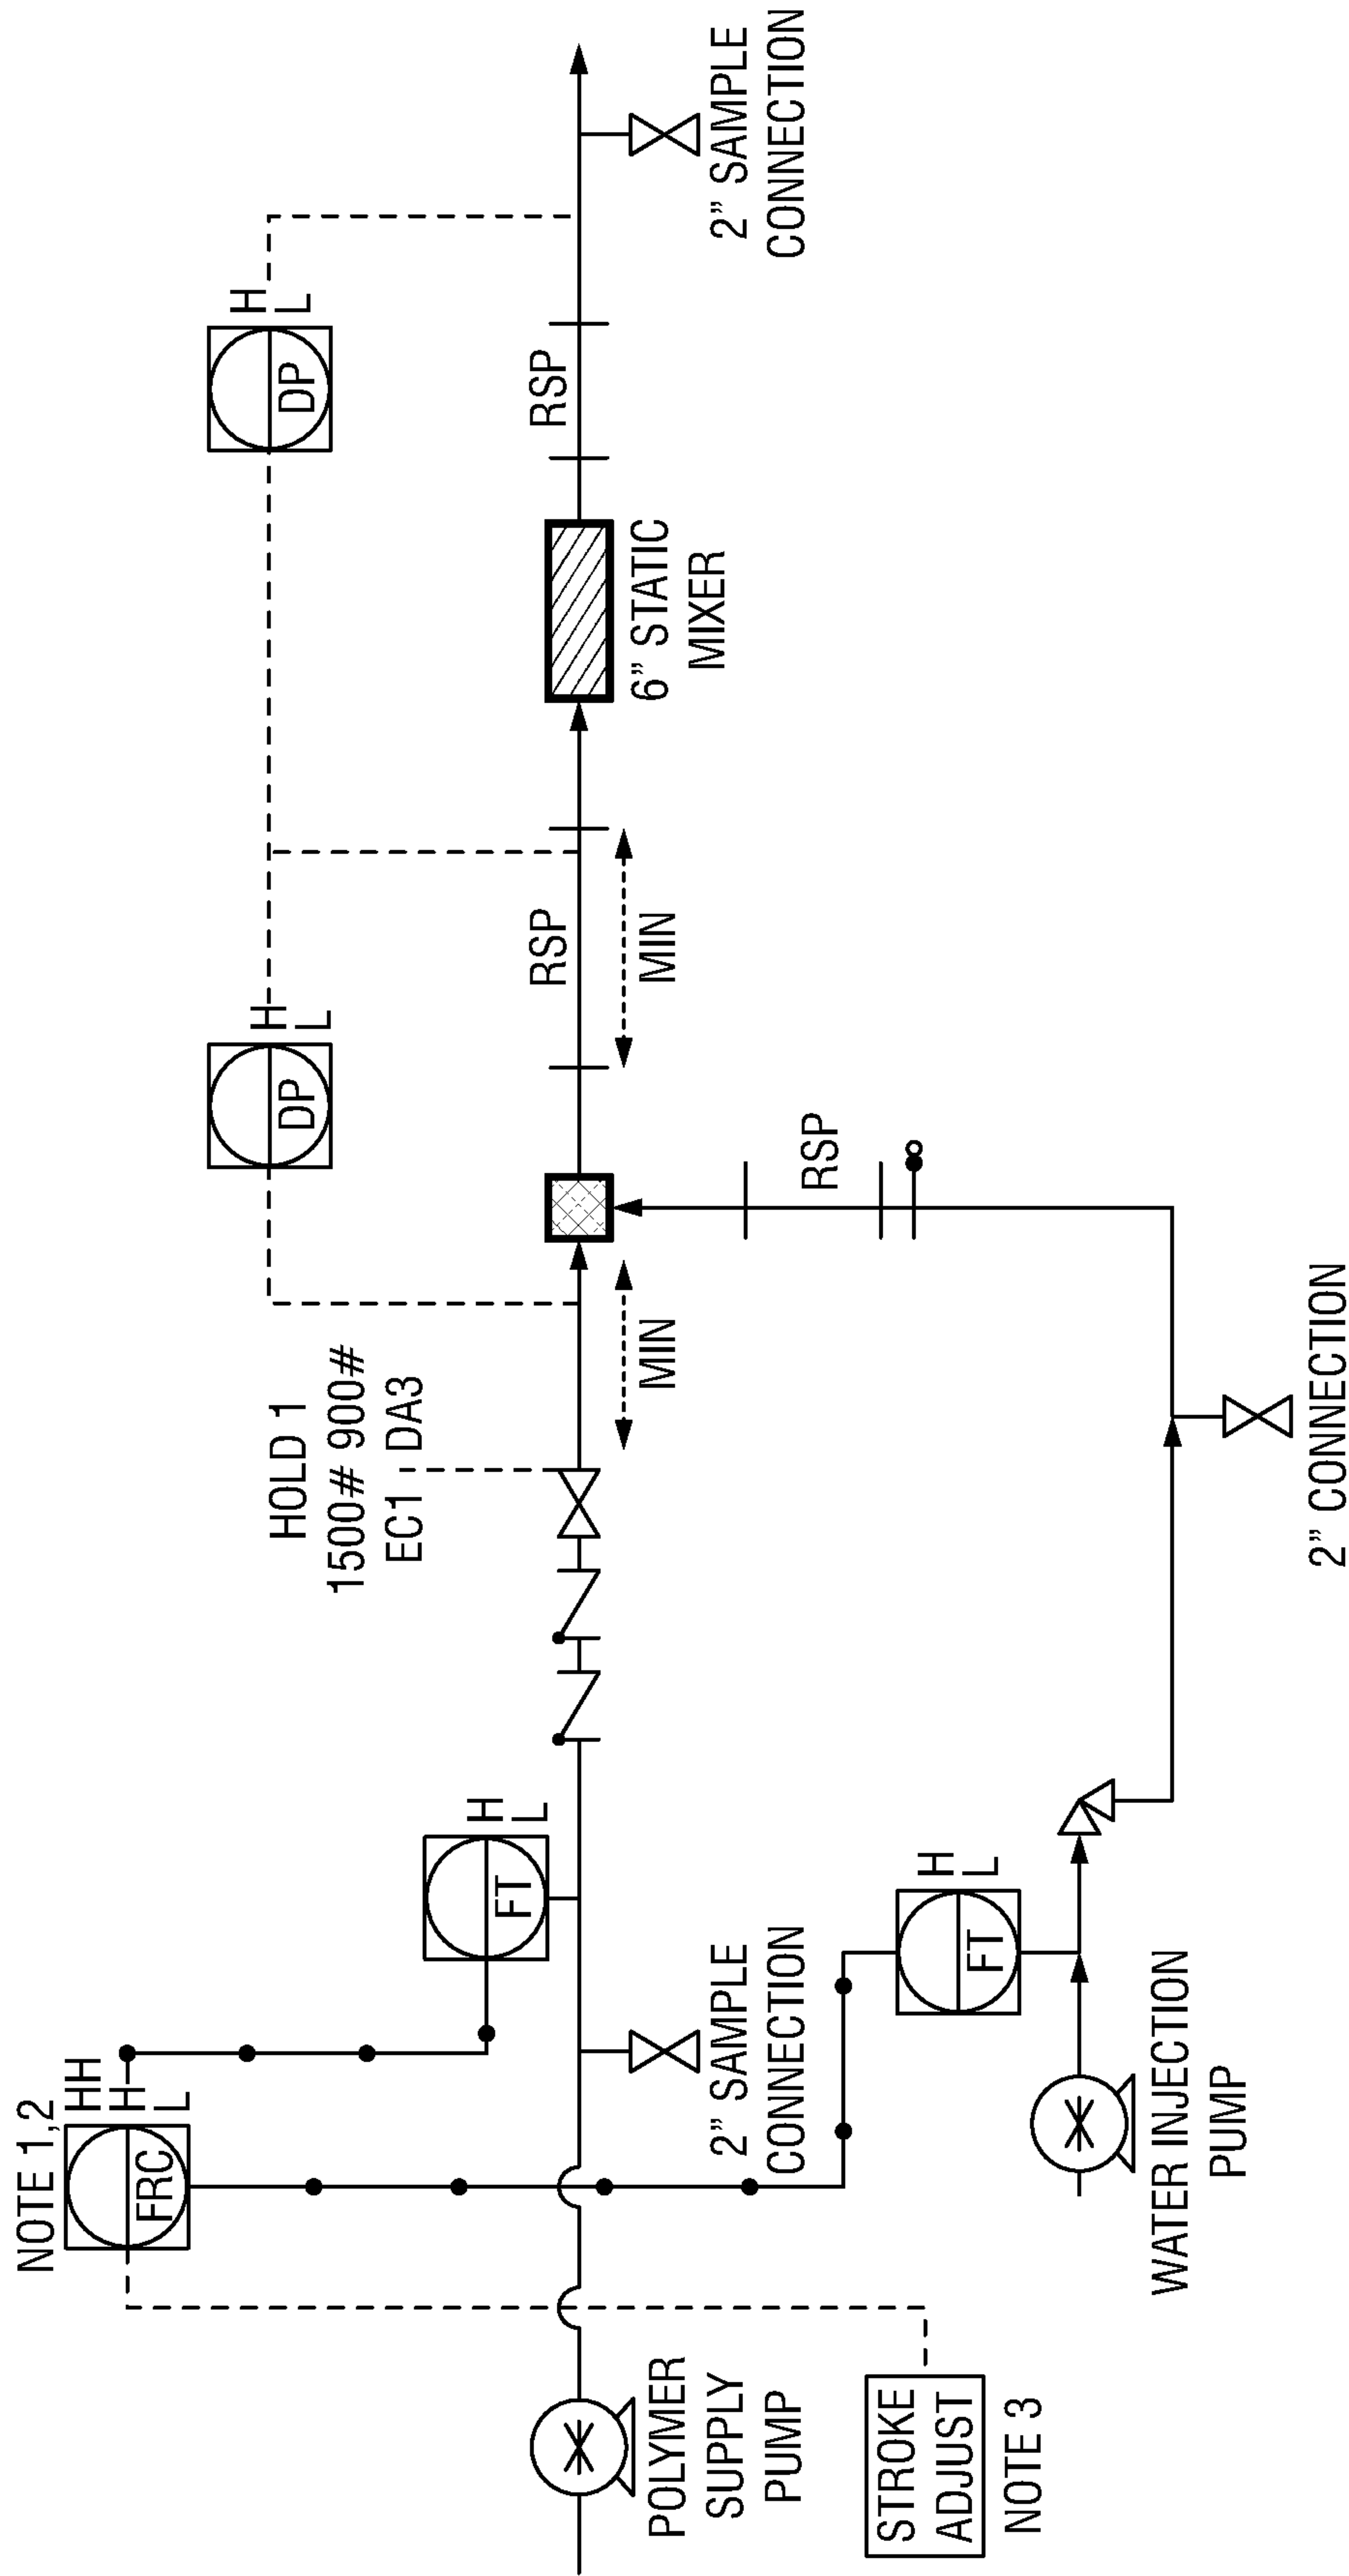 NOTE 1,2
HH
H
L
FRC
H
L
FT
HOLD 1
1500# 900#
EC1 DA3
H
L
DP
H
L
DP
POLYMER
SUPPLY
PUMP
2” SAMPLE
CONNECTION
MIN
RSP
MIN
6” STATIC
MIXER
RSP
2” SAMPLE
CONNECTION
STROKE
ADJUST
NOTE 3
H
L
FT
RSP
WATER INJECTION
PUMP
2” CONNECTION